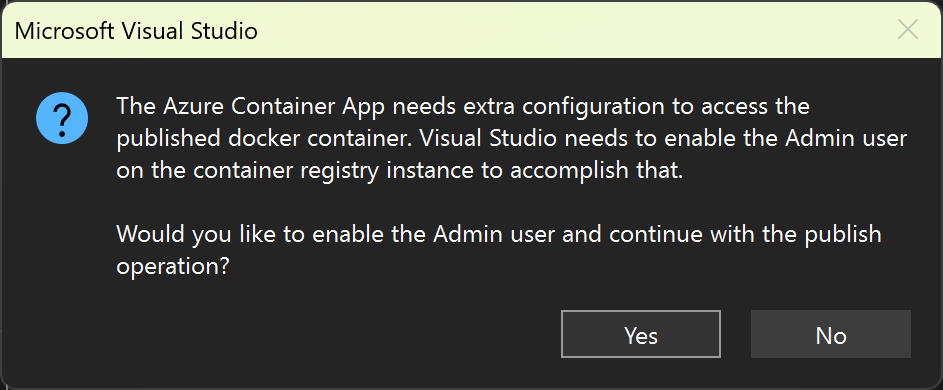 Microsoft Visual Studio
?
The Azure Container App needs extra configuration to access the
published docker container. Visual Studio needs to enable the Admin user
on the container registry instance to accomplish that.
Would you like to enable the Admin user and continue with the publish
operation?
Yes
No